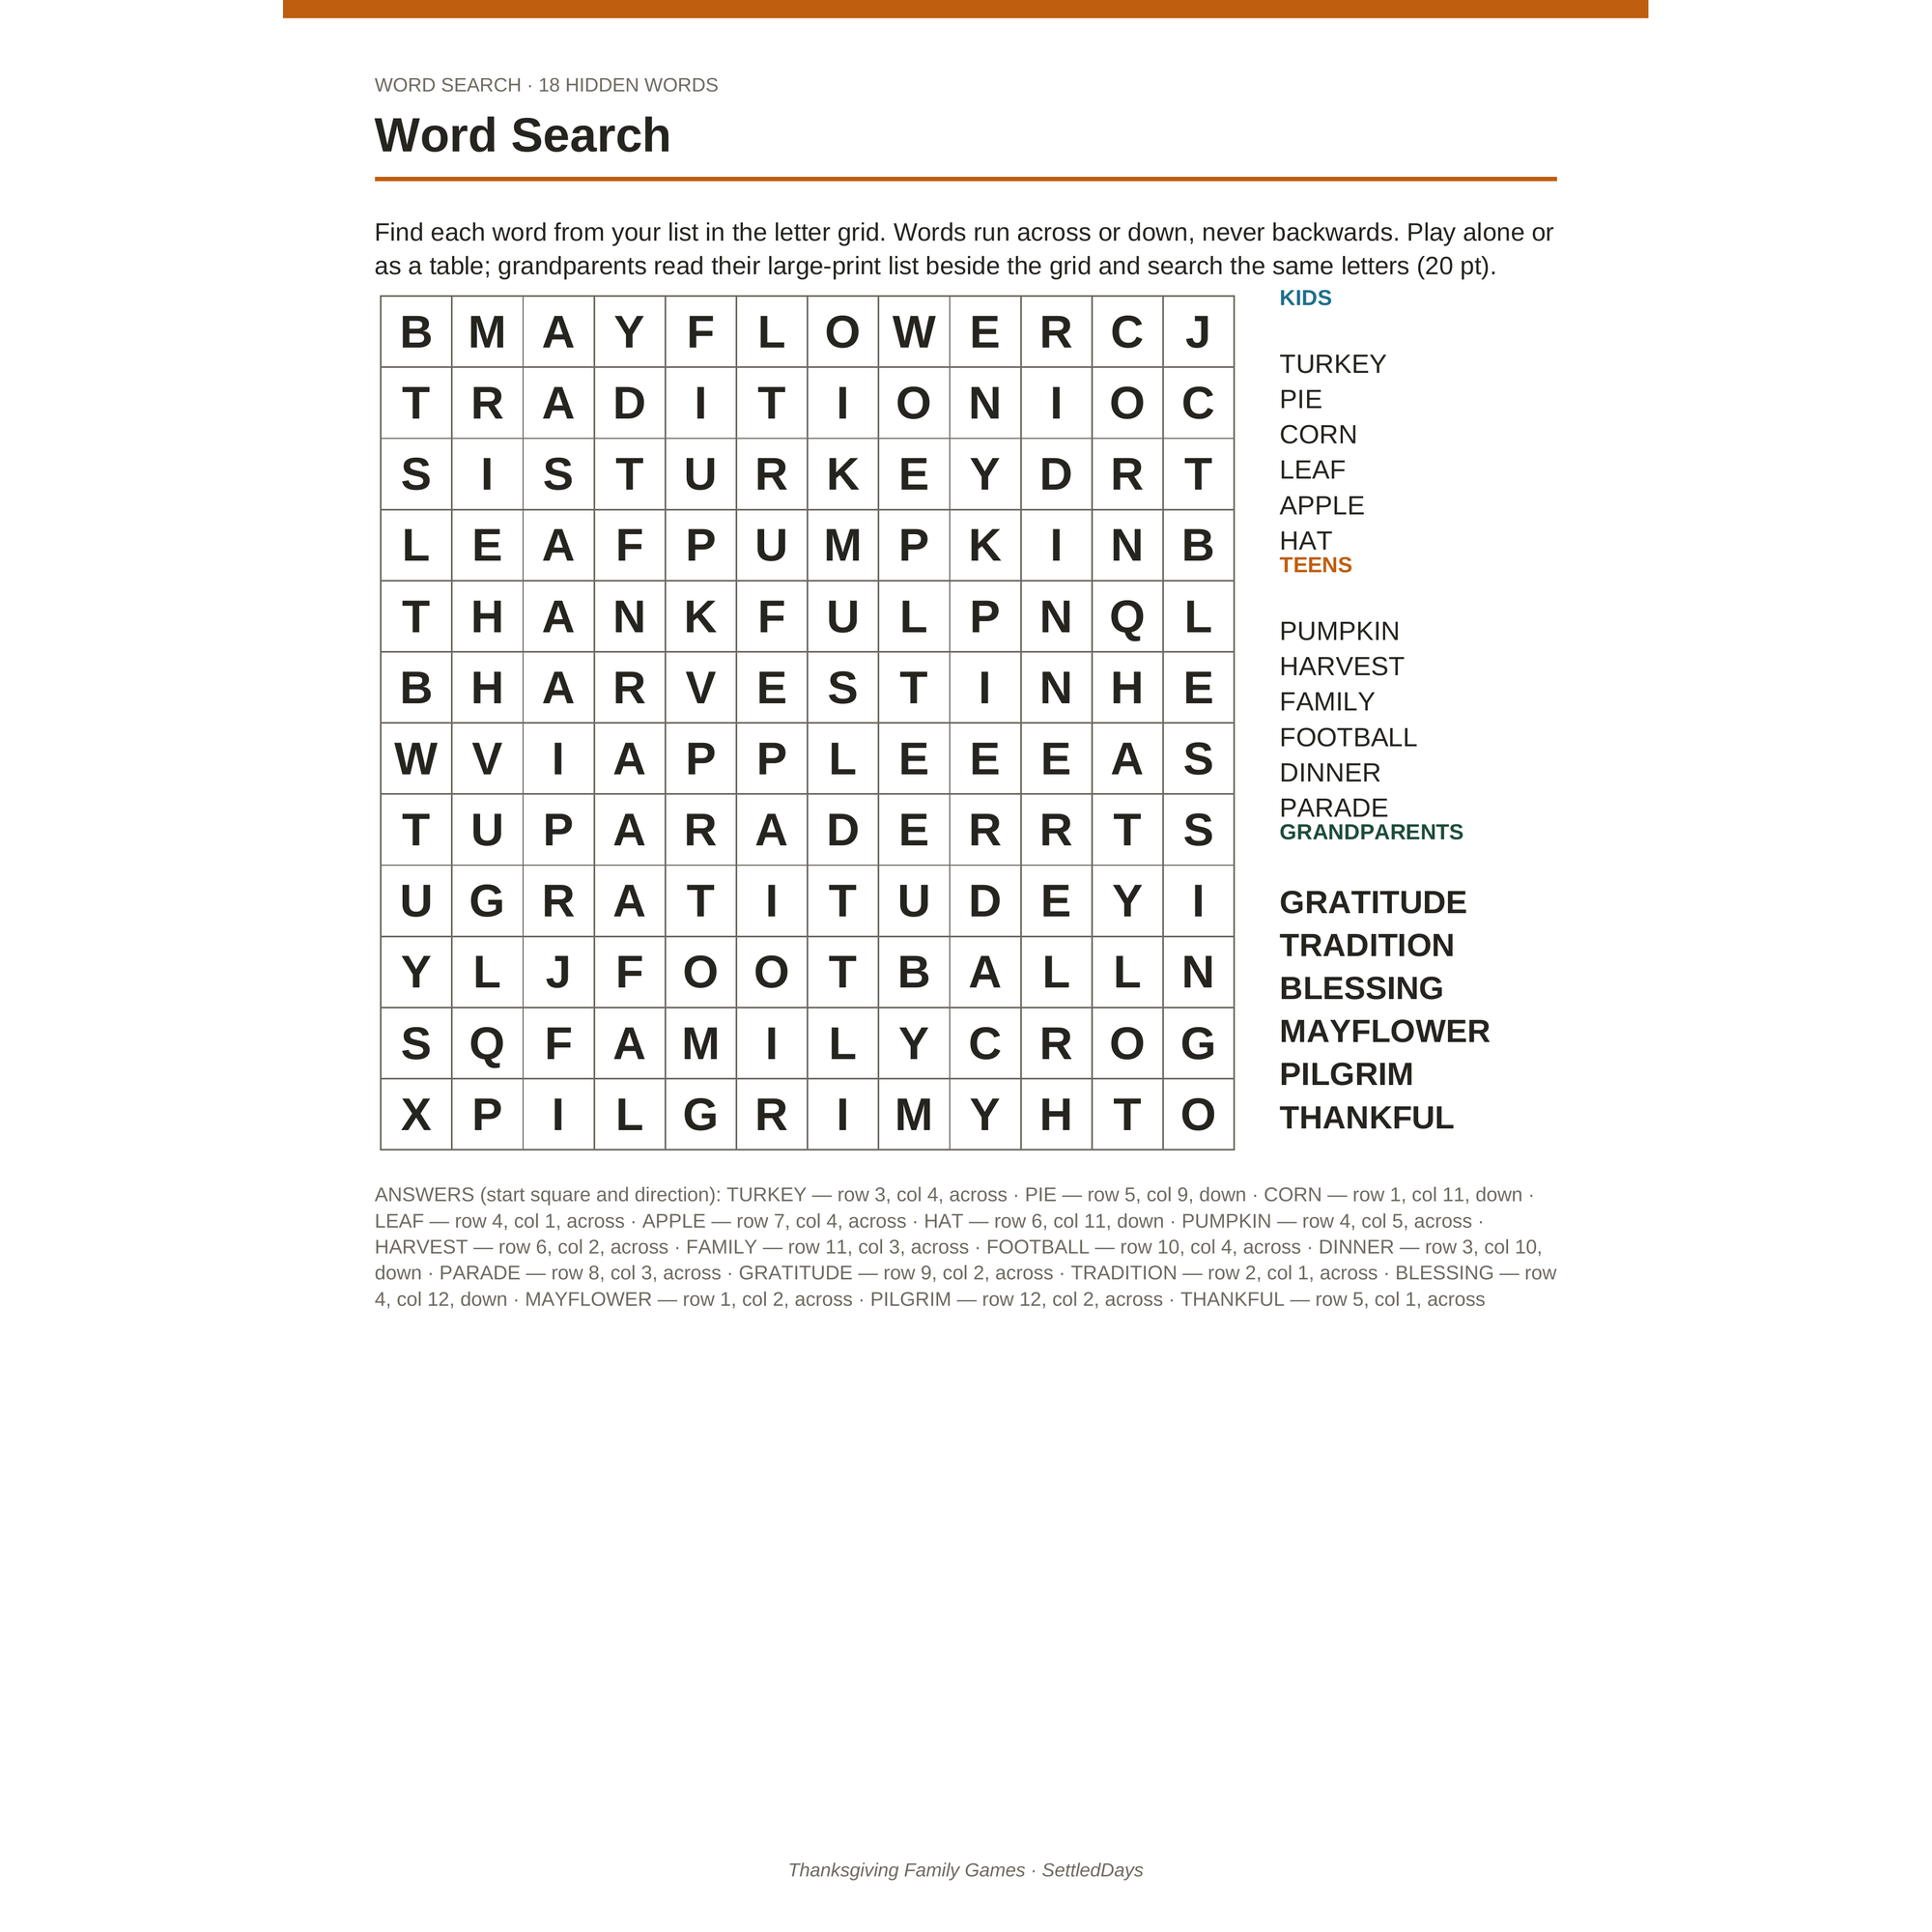 WORD SEARCH · 18 HIDDEN WORDS
Word Search
Find each word from your list in the letter grid. Words run across or down, never backwards. Play alone or
as a table; grandparents read their large-print list beside the grid and search the same letters (20 pt).
B M A Y F L O W E R C J
T R A D I T I O N I O C
S I S T U R K E Y D R T
L E A F P U M P K I N B
T H A N K F U L P N Q L
B H A R V E S T I N H E
W V I A P P L E E E A S
T U P A R A D E R R T S
U G R A T I T U D E Y I
Y L J F O O T B A L L N
S Q F A M I L Y C R O G
X P I L G R I M Y H T O
KIDS
TURKEY
PIE
CORN
LEAF
APPLE
HAT
TEENS
PUMPKIN
HARVEST
FAMILY
FOOTBALL
DINNER
PARADE
GRANDPARENTS
GRATITUDE
TRADITION
BLESSING
MAYFLOWER
PILGRIM
THANKFUL
ANSWERS (start square and direction): TURKEY — row 3, col 4, across · PIE — row 5, col 9, down · CORN — row 1, col 11, down ·
LEAF — row 4, col 1, across · APPLE — row 7, col 4, across · HAT — row 6, col 11, down · PUMPKIN — row 4, col 5, across ·
HARVEST — row 6, col 2, across · FAMILY — row 11, col 3, across · FOOTBALL — row 10, col 4, across · DINNER — row 3, col 10,
down · PARADE — row 8, col 3, across · GRATITUDE — row 9, col 2, across · TRADITION — row 2, col 1, across · BLESSING — row
4, col 12, down · MAYFLOWER — row 1, col 2, across · PILGRIM — row 12, col 2, across · THANKFUL — row 5, col 1, across
Thanksgiving Family Games · SettledDays